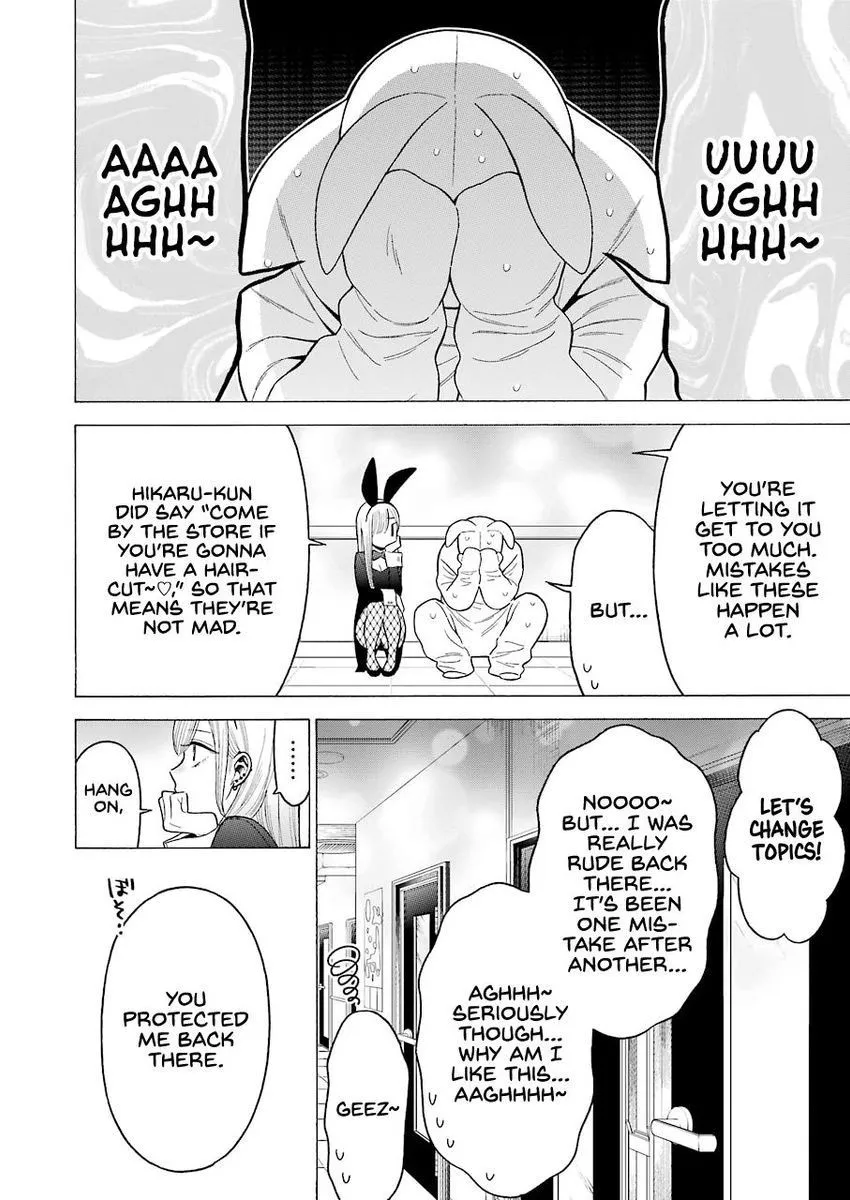 UUUU
UGHH
HHH~
AAAA
AGHH
HHH~
YOU'RE
LETTING IT
GET TO YOU
TOO MUCH.
MISTAKES
LIKE THESE
HAPPEN
A LOT.
BUT...
HIKARU-KUN
DID SAY "COME
BY THE STORE IF
YOU'RE GONNA
HAVE A HAIR-
CUT~♡," SO THAT
MEANS THEY'RE
NOT MAD.
LET'S
CHANGE
TOPICS!
NOOOO~
BUT... I WAS
REALLY
RUDE BACK
THERE...
IT'S BEEN
ONE MIS-
TAKE AFTER
ANOTHER...
AGHHH~
SERIOUSLY
THOUGH...
WHY AM I
LIKE THIS...
AAGHHHH~
GEEZ~
........
HANG
ON,
ぼそ..
YOU
PROTECTED
ME BACK
THERE.